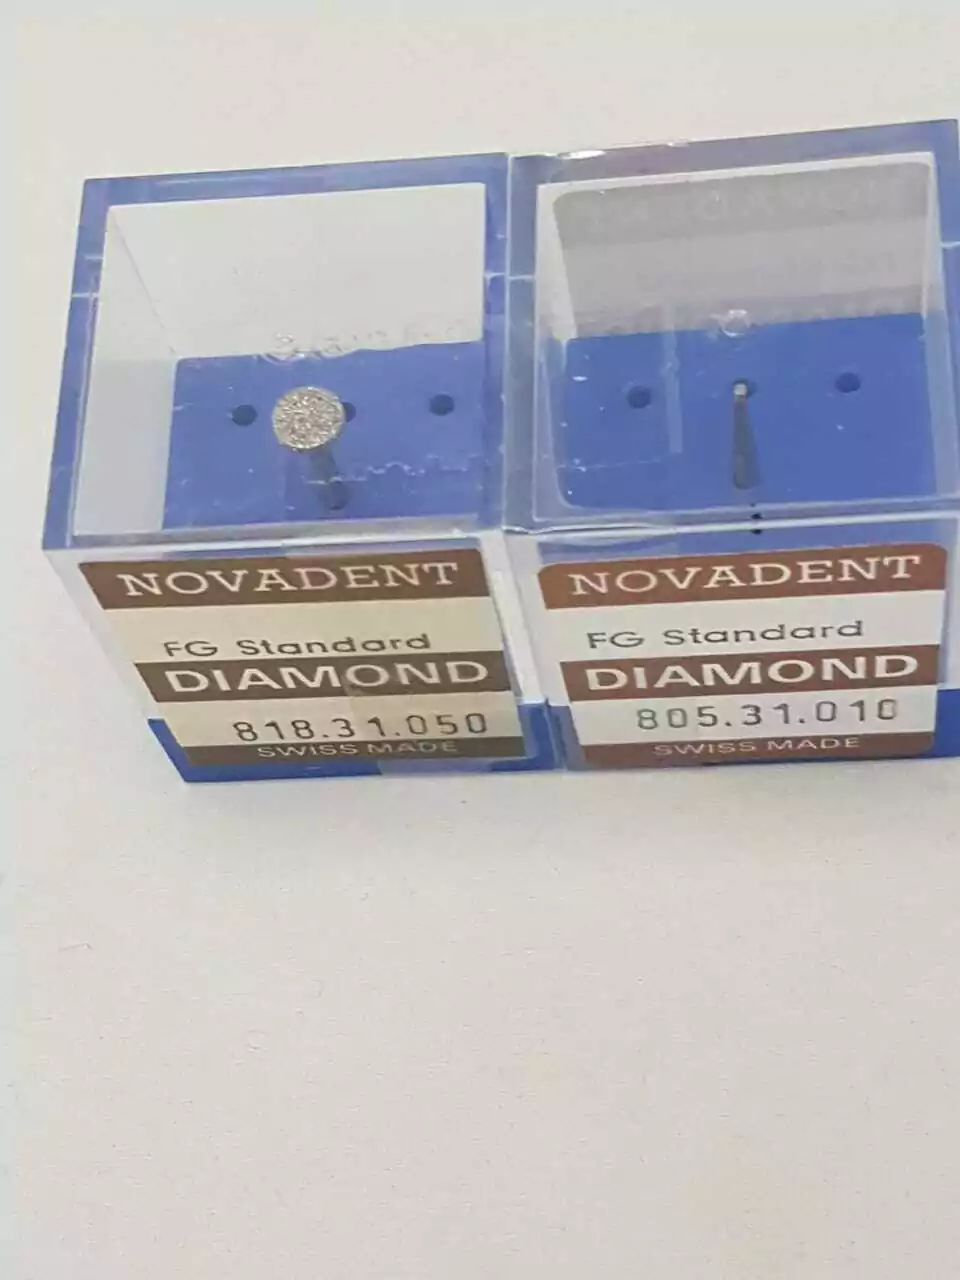 NOVADENT
FG Standard
DIAMOND
818.31.050
SWISS MADE
NOVADENT
FG Standard
DIAMOND
805.31.010
SWISS MADE